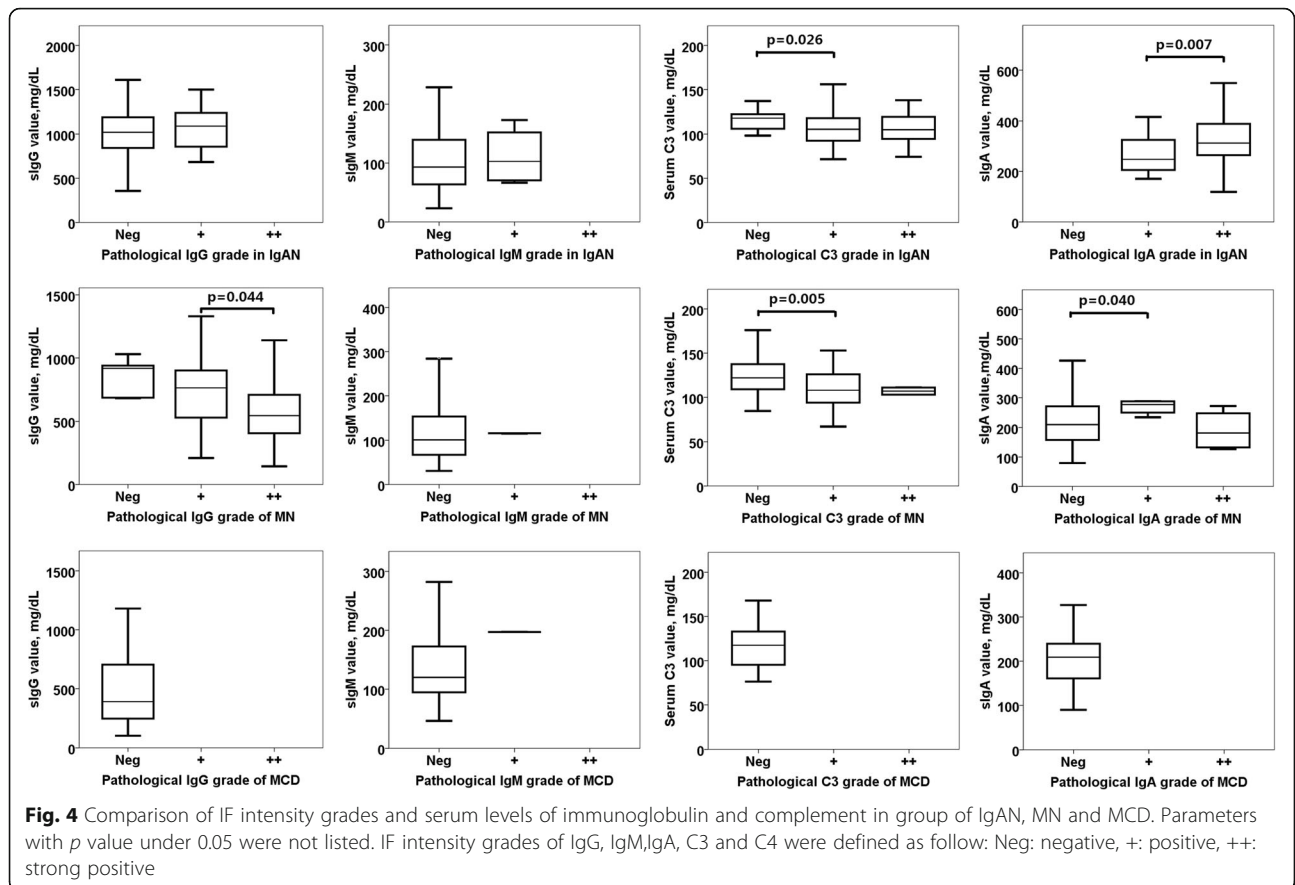 2000
1500
1000
500
0
sIgG value,mg/dL
Neg + ++
Pathological IgG grade in IgAN
300
200
100
0
sIgM value, mg/dL
Neg + ++
Pathological IgM grade in IgAN
p=0.026
200
150
100
50
0
Serum C3 value, mg/dL
Neg + ++
Pathological C3 grade in IgAN
p=0.007
600
400
200
0
sIgA value, mg/dL
Neg + ++
Pathological IgA grade in IgAN
p=0.044
1500
1000
500
0
sIgG value, mg/dL
Neg + ++
Pathological IgG grade of MN
400
300
200
100
0
sIgM value, mg/dL
Neg + ++
Pathological IgM grade of MN
p=0.005
200
150
100
50
0
Serum C3 value, mg/dL
Neg + ++
Pathological C3 grade of MN
p=0.040
600
500
400
300
200
100
0
sIgA value,mg/dL
Neg + ++
Pathological IgA grade of MN
1500
1000
500
0
sIgG value, mg/dL
Neg + ++
Pathological IgG grade of MCD
300
200
100
0
sIgM value, mg/dL
Neg + ++
Pathological IgM grade of MCD
200
150
100
50
0
Serum C3 value, mg/dL
Neg + ++
Pathological C3 grade of MCD
400
300
200
100
0
sIgA value, mg/dL
Neg + ++
Pathological IgA grade of MCD
Fig. 4 Comparison of IF intensity grades and serum levels of immunoglobulin and complement in group of IgAN, MN and MCD. Parameters
with p value under 0.05 were not listed. IF intensity grades of IgG, IgM,IgA, C3 and C4 were defined as follow: Neg: negative, +: positive, ++:
strong positive